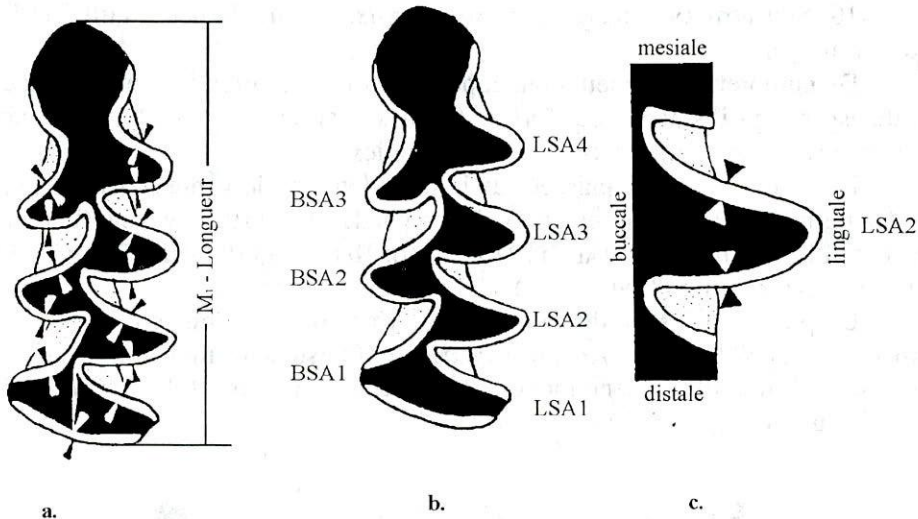 M₁ - Longueur
BSA3
BSA2
BSA1
LSA4
LSA3
LSA2
LSA1
mesiale
buccale
linguale
LSA2
distale
a.
b.
c.